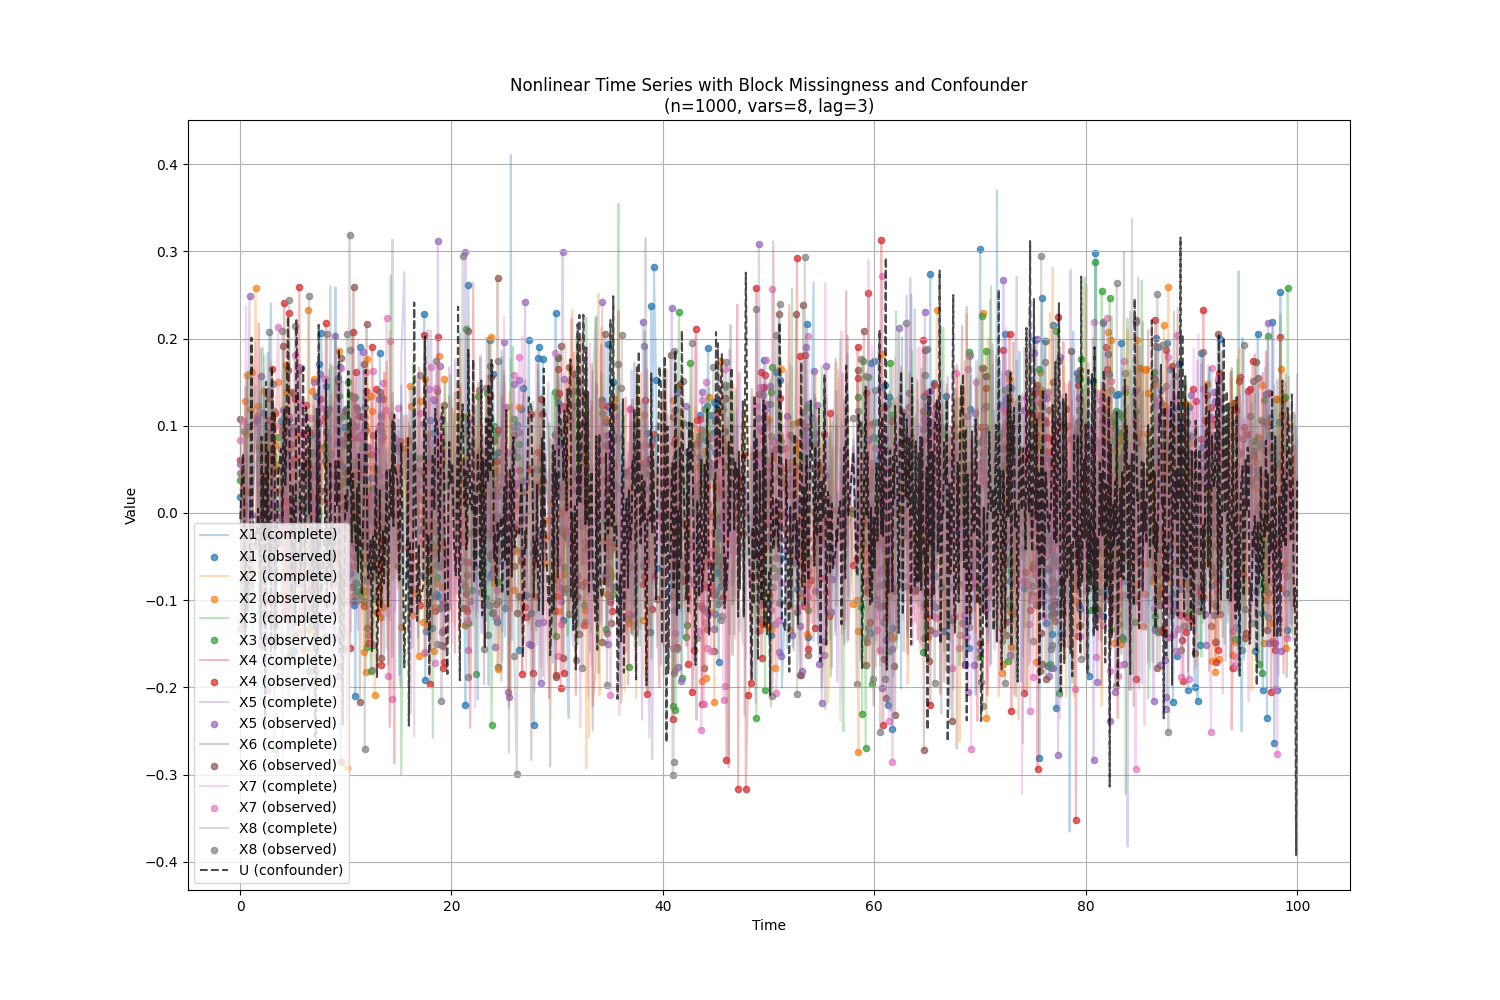 Nonlinear Time Series with Block Missingness and Confounder
(n=1000, vars=8, lag=3)
Value
0.4
0.3
0.2
0.1
0.0
−0.1
−0.2
−0.3
−0.4
X1 (complete)
X1 (observed)
X2 (complete)
X2 (observed)
X3 (complete)
X3 (observed)
X4 (complete)
X4 (observed)
X5 (complete)
X5 (observed)
X6 (complete)
X6 (observed)
X7 (complete)
X7 (observed)
X8 (complete)
X8 (observed)
U (confounder)
0 20 40 60 80 100
Time